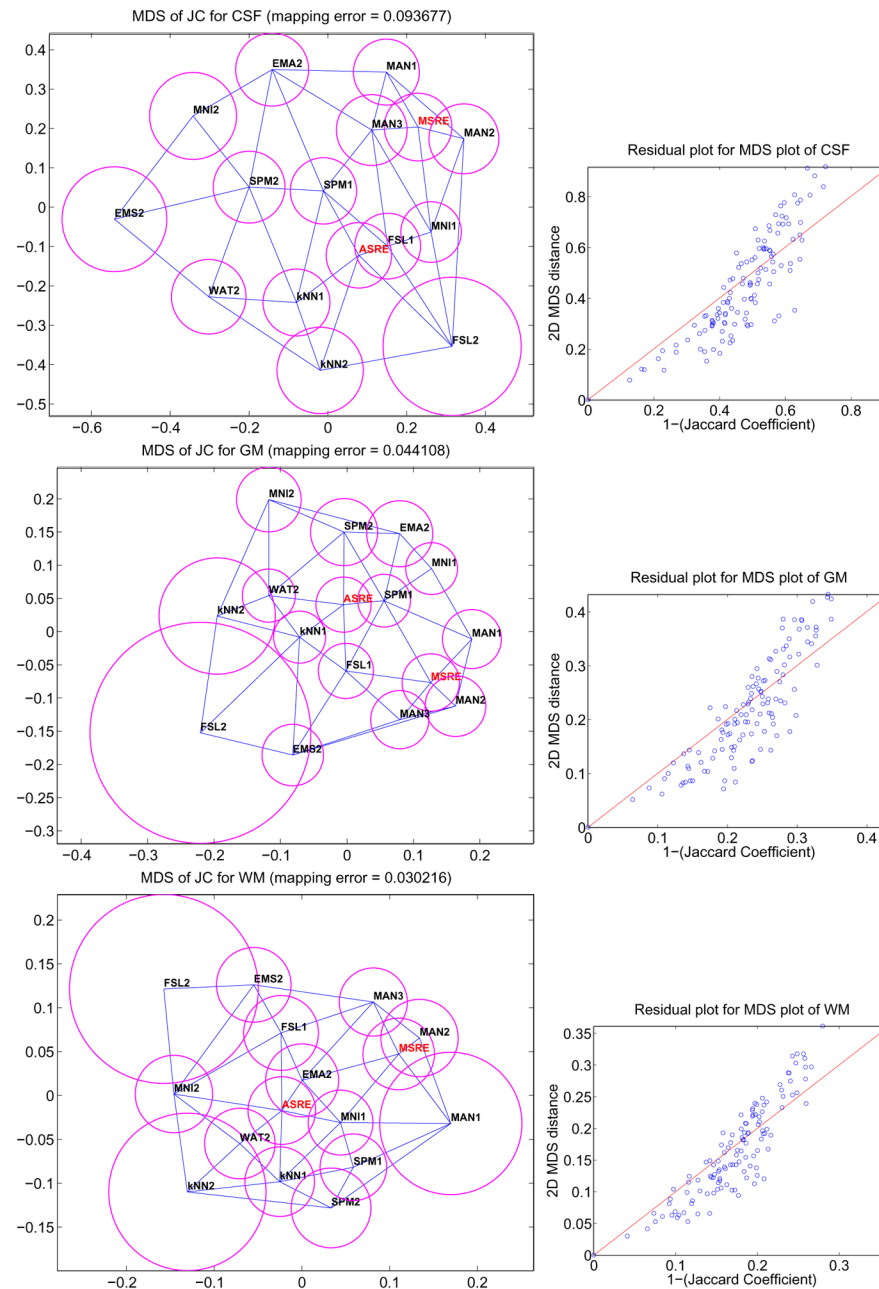 MDS of JC for CSF (mapping error = 0.093677)
0.4
0.3
0.2
0.1
0
−0.1
−0.2
−0.3
−0.4
−0.5
EMA2
MAN1
MNI2
MAN3
MSRE
MAN2
SPM2
SPM1
EMS2
MNI1
FSL1
ASRE
WAT2
kNN1
FSL2
kNN2
−0.6
−0.4
−0.2
0
0.2
0.4
Residual plot for MDS plot of CSF
2D MDS distance
0.8
0.6
0.4
0.2
0
0
0.2
0.4
0.6
0.8
1−(Jaccard Coefficient)
MDS of JC for GM (mapping error = 0.044108)
0.2
0.15
0.1
0.05
0
−0.05
−0.1
−0.15
−0.2
−0.25
−0.3
MNI2
SPM2
EMA2
MNI1
WAT2
ASRE
SPM1
kNN2
kNN1
MAN1
FSL1
MSRE
MAN2
MAN3
FSL2
EMS2
−0.4
−0.3
−0.2
−0.1
0
0.1
0.2
Residual plot for MDS plot of GM
2D MDS distance
0.4
0.3
0.2
0.1
0
0
0.1
0.2
0.3
0.4
1−(Jaccard Coefficient)
MDS of JC for WM (mapping error = 0.030216)
0.2
0.15
0.1
0.05
0
−0.05
−0.1
−0.15
FSL2
EMS2
MAN3
FSL1
MAN2
MSRE
EMA2
MNI2
ASRE
MNI1
MAN1
WAT2
SPM1
kNN1
kNN2
SPM2
−0.2
−0.1
0
0.1
0.2
Residual plot for MDS plot of WM
2D MDS distance
0.35
0.3
0.25
0.2
0.15
0.1
0.05
0
0
0.1
0.2
0.3
1−(Jaccard Coefficient)